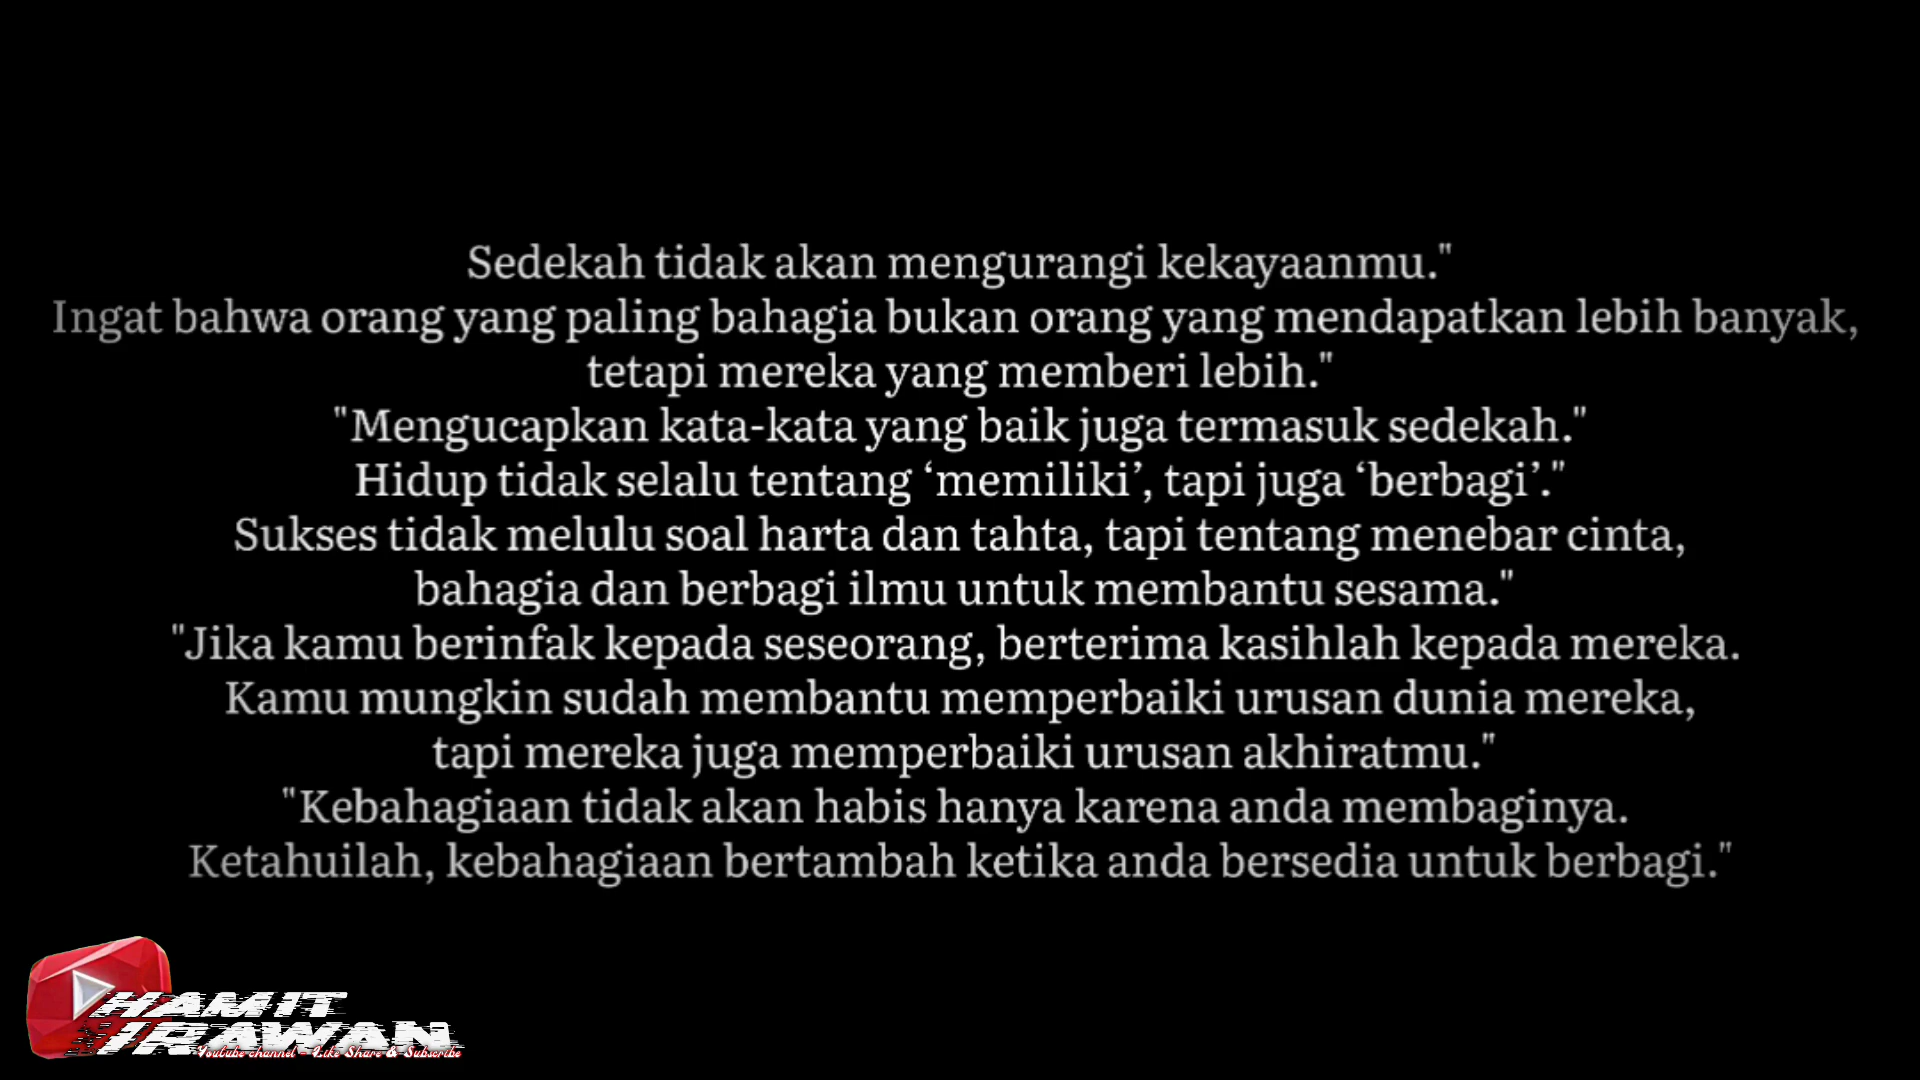 Sedekah tidak akan mengurangi kekayaanmu."
Ingat bahwa orang yang paling bahagia bukan orang yang mendapatkan lebih banyak,
tetapi mereka yang memberi lebih."
"Mengucapkan kata-kata yang baik juga termasuk sedekah."
Hidup tidak selalu tentang ‘memiliki’, tapi juga ‘berbagi’."
Sukses tidak melulu soal harta dan tahta, tapi tentang menebar cinta,
bahagia dan berbagi ilmu untuk membantu sesama."
"Jika kamu berinfak kepada seseorang, berterima kasihlah kepada mereka.
Kamu mungkin sudah membantu memperbaiki urusan dunia mereka,
tapi mereka juga memperbaiki urusan akhiratmu."
"Kebahagiaan tidak akan habis hanya karena anda membaginya.
Ketahuilah, kebahagiaan bertambah ketika anda bersedia untuk berbagi."
HAMIT
IRAWAN
Youtube channel - Like Share & Subscribe